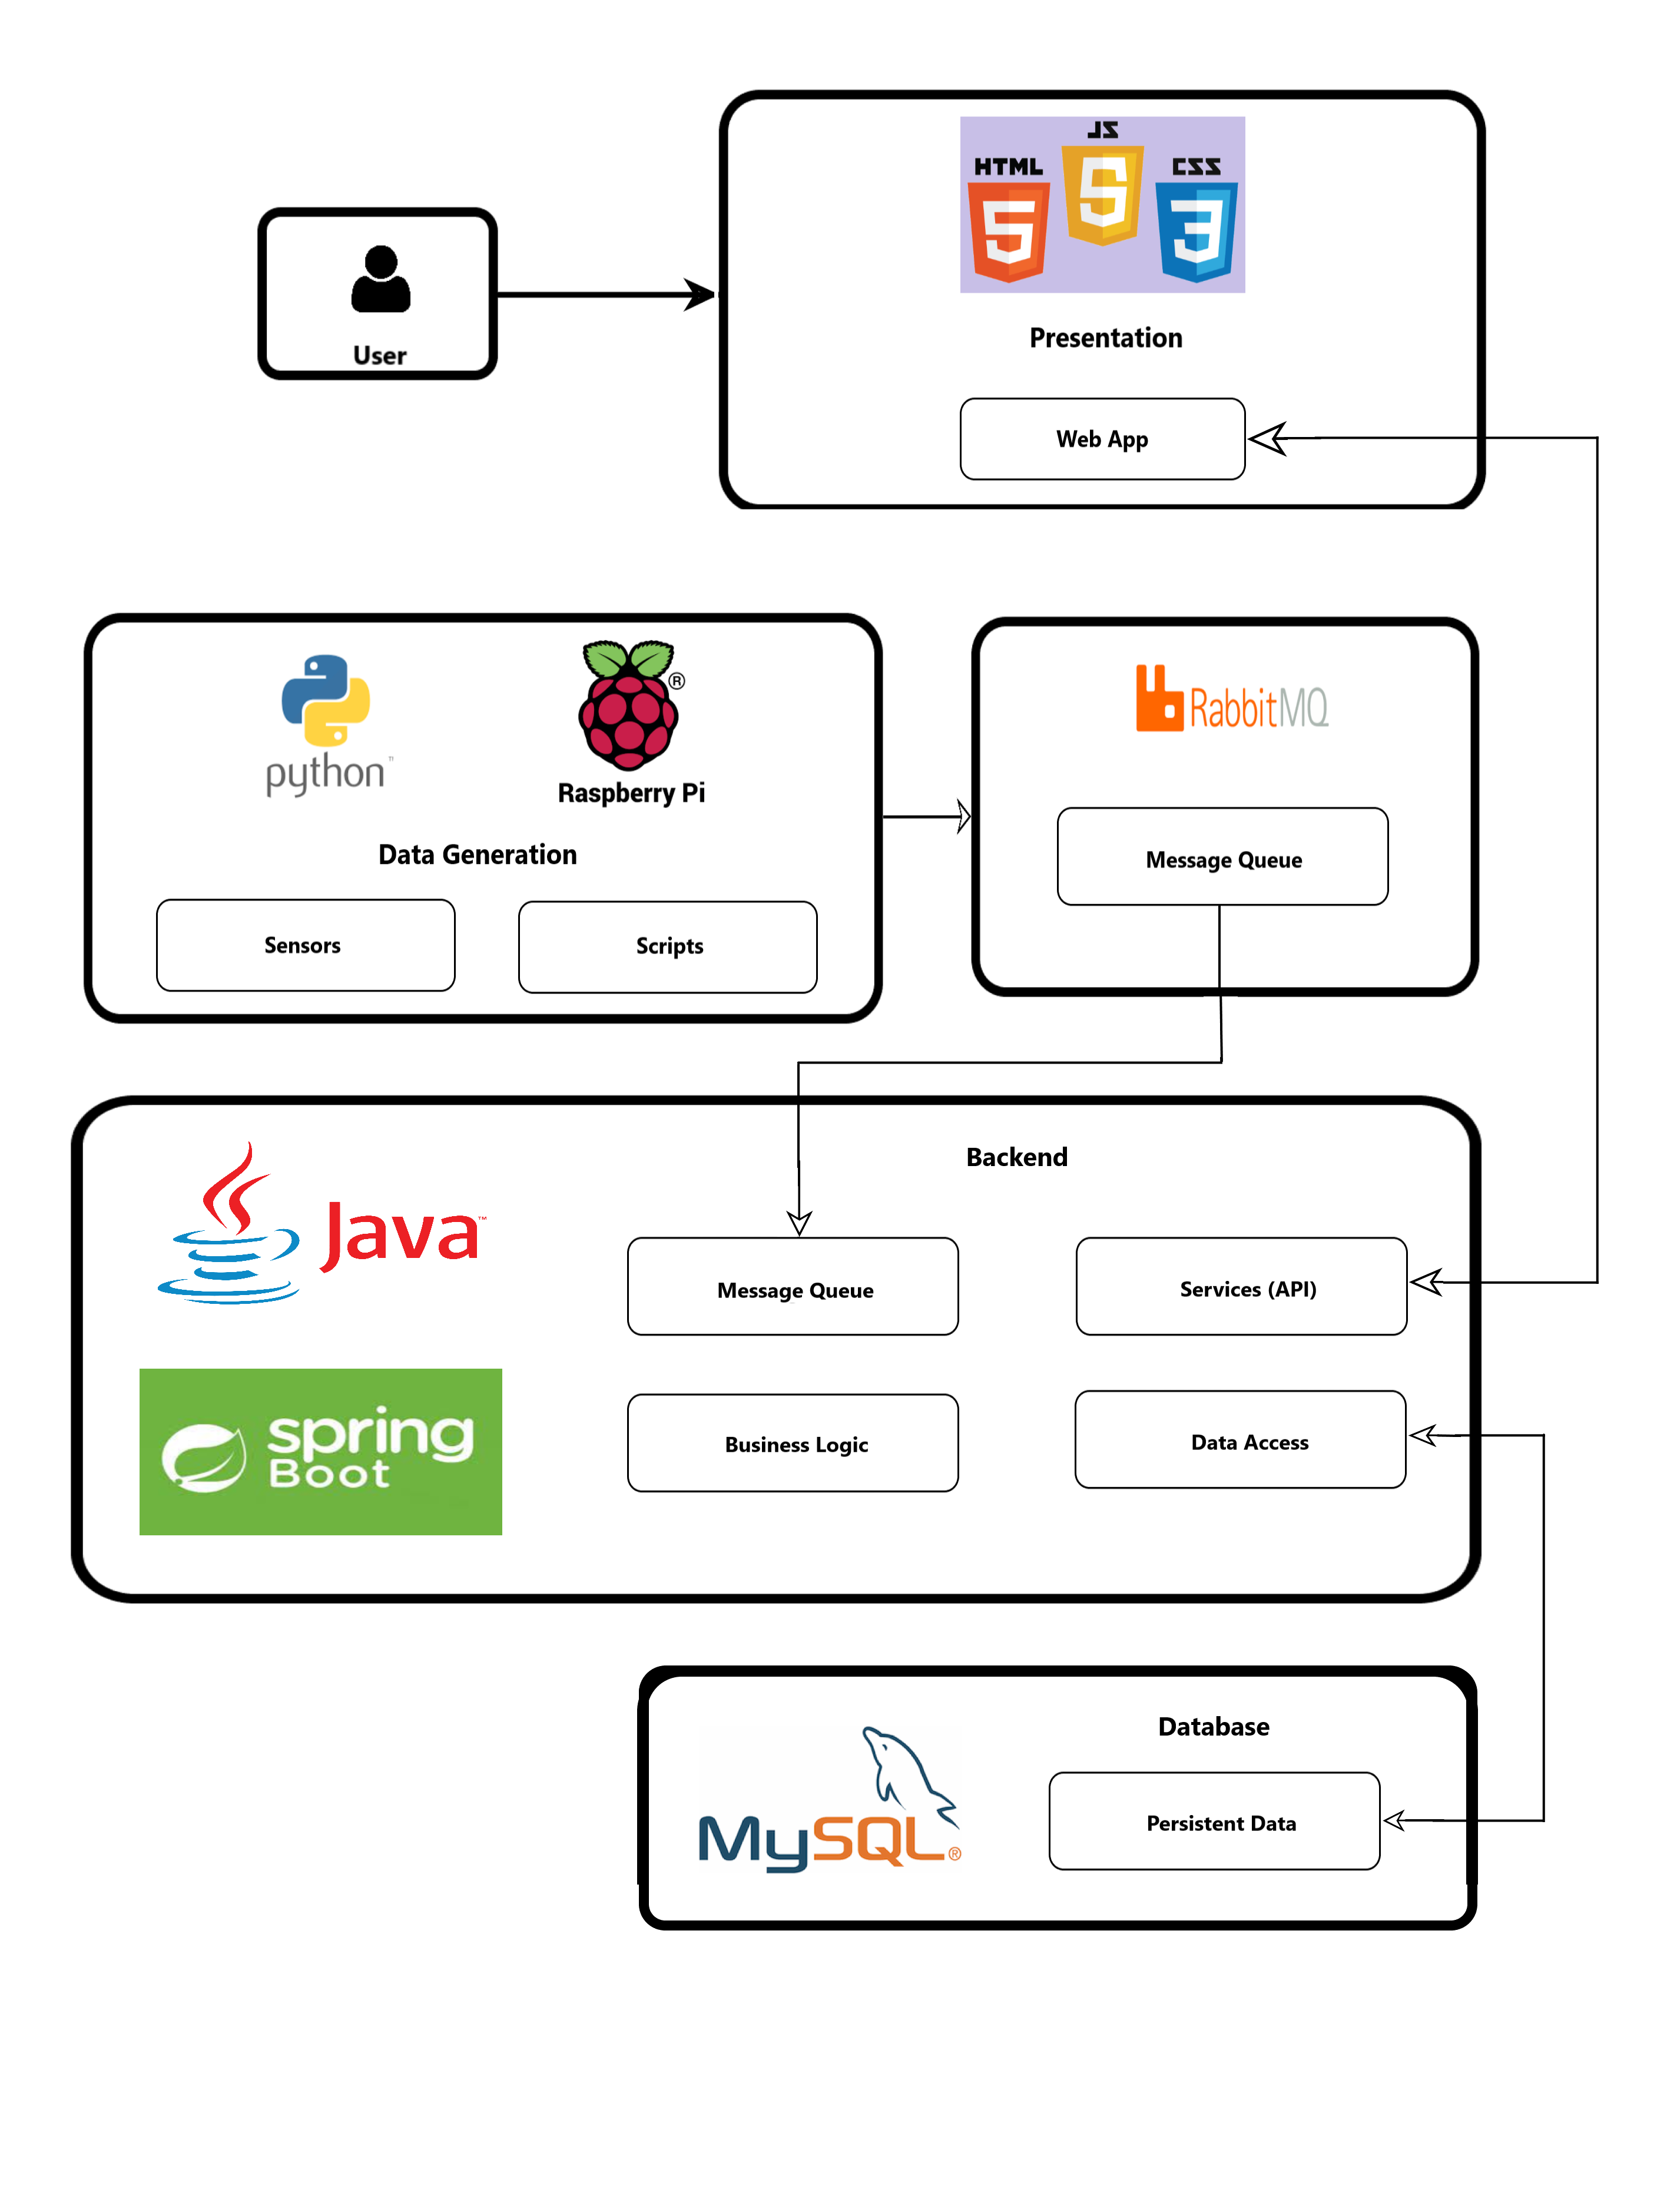 JS
HTML
CSS
User
Presentation
Web App
python
Raspberry Pi
®
Data Generation
Sensors
Scripts
RabbitMQ
Message Queue
Backend
Java™
Message Queue
Services (API)
spring
Boot
Business Logic
Data Access
Database
MySQL®
Persistent Data